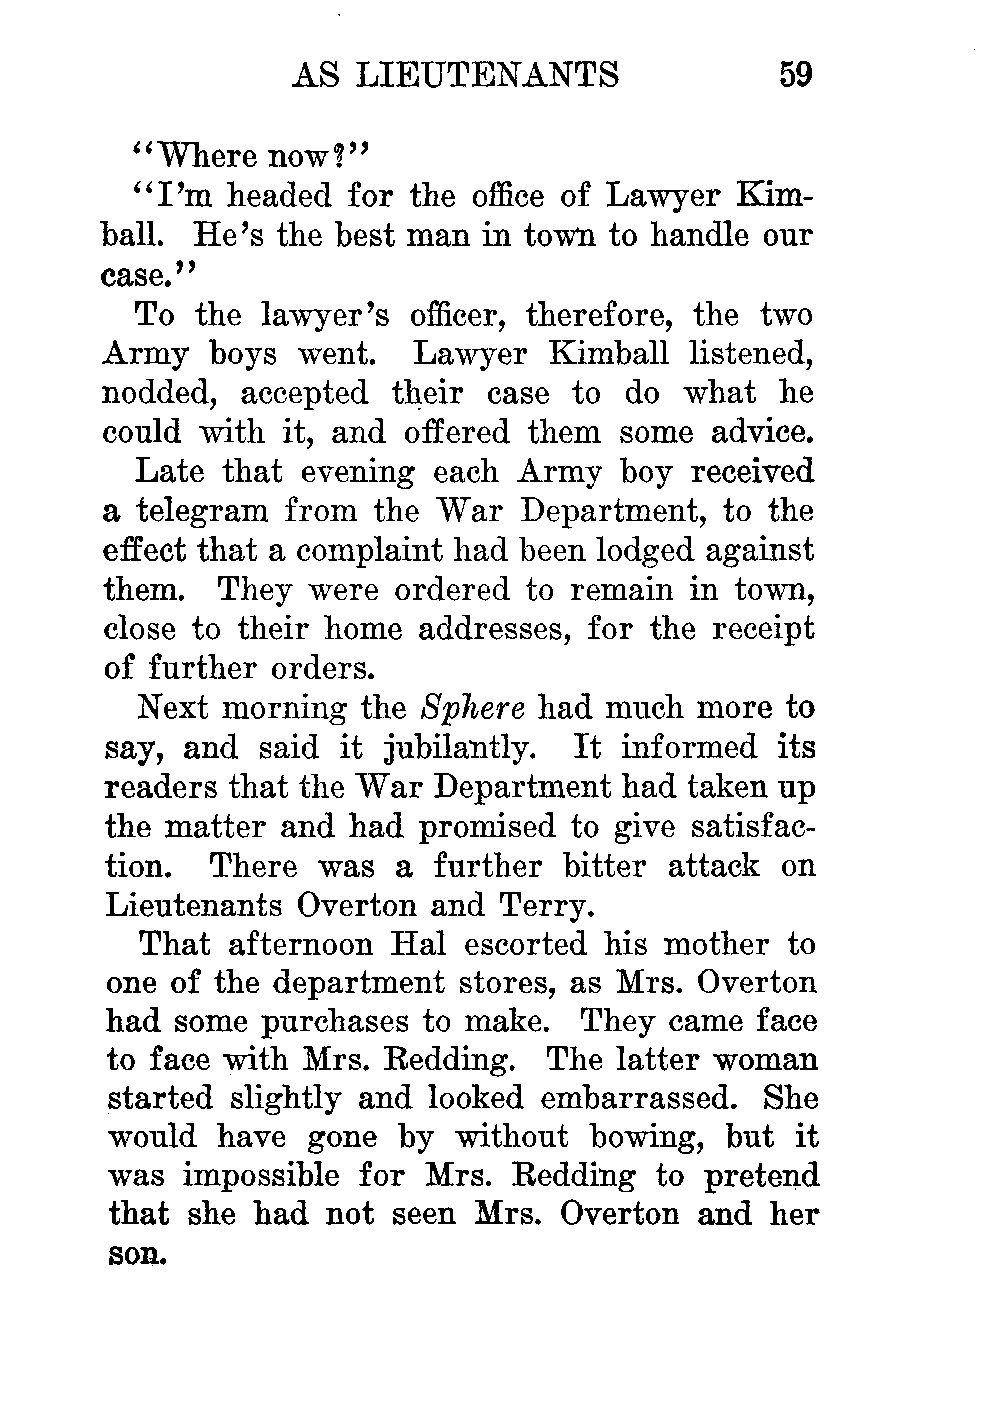 AS LIEUTENANTS 59
“Where now?”
“I’m headed for the office of Lawyer Kim-
ball. He’s the best man in town to handle our
case.”
To the lawyer’s officer, therefore, the two
Army boys went. Lawyer Kimball listened,
nodded, accepted their case to do what he
could with it, and offered them some advice.
Late that evening each Army boy received
a telegram from the War Department, to the
effect that a complaint had been lodged against
them. They were ordered to remain in town,
close to their home addresses, for the receipt
of further orders.
Next morning the Sphere had much more to
say, and said it jubilantly. It informed its
readers that the War Department had taken up
the matter and had promised to give satisfac-
tion. There was a further bitter attack on
Lieutenants Overton and Terry.
That afternoon Hal escorted his mother to
one of the department stores, as Mrs. Overton
had some purchases to make. They came face
to face with Mrs. Redding. The latter woman
started slightly and looked embarrassed. She
would have gone by without bowing, but it
was impossible for Mrs. Redding to pretend
that she had not seen Mrs. Overton and her
son.